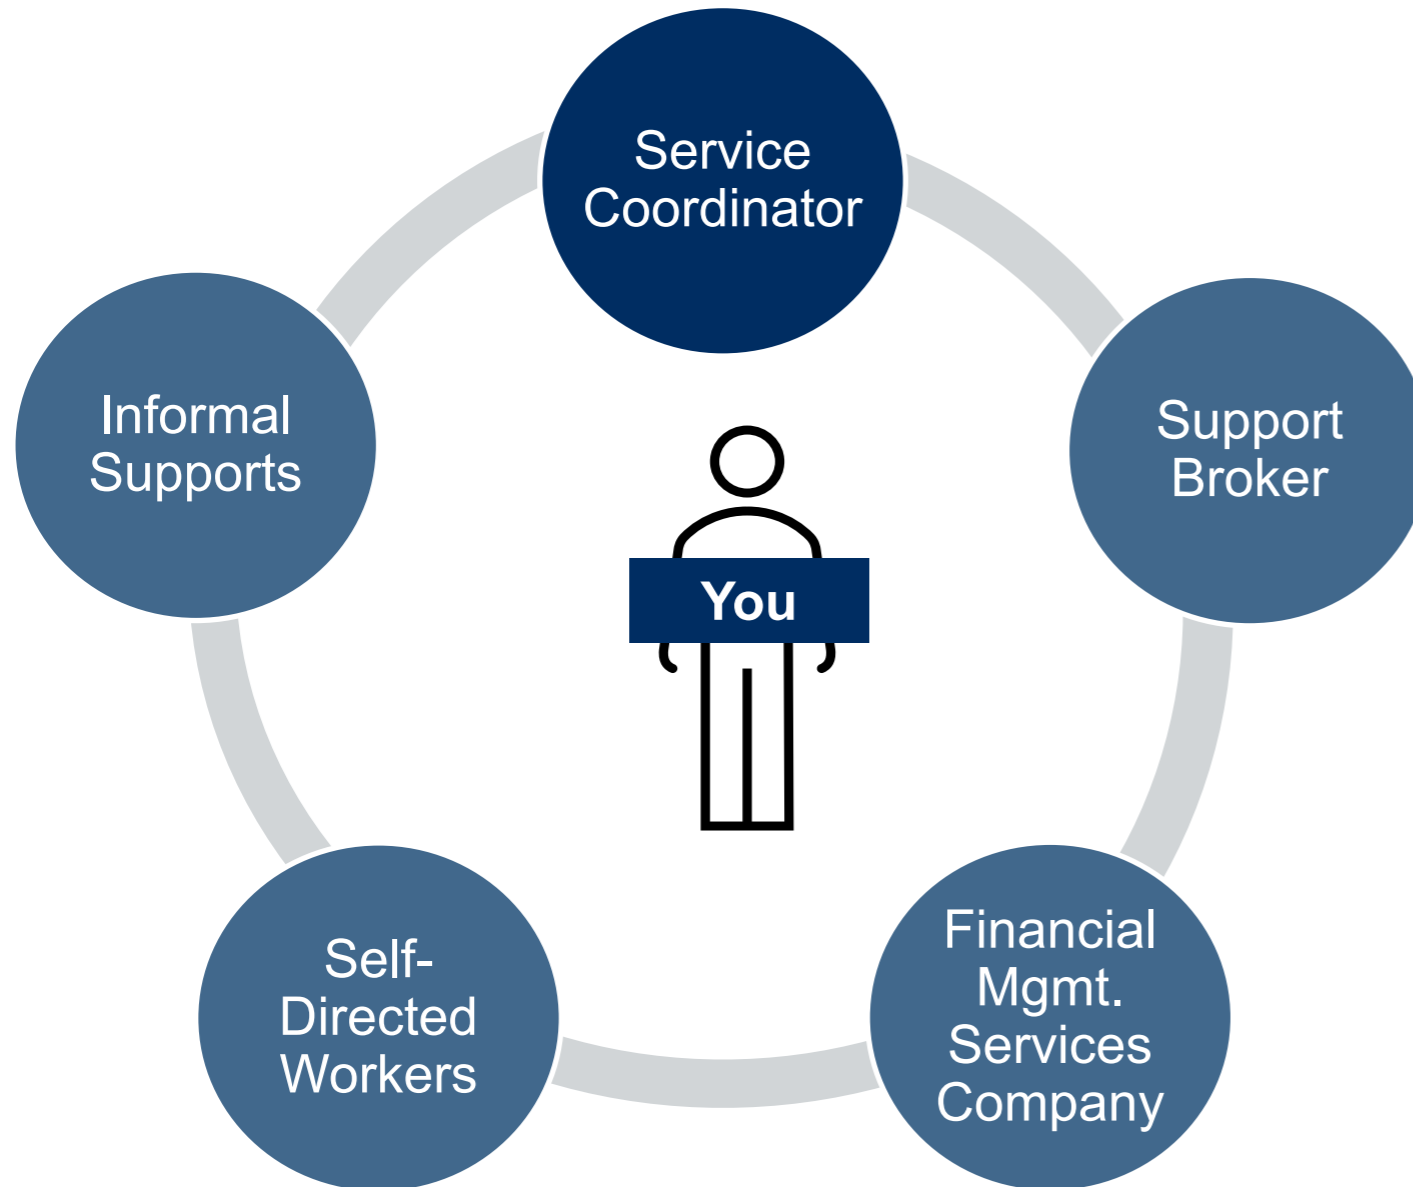 Service
Coordinator
Support
Broker
Financial
Mgmt.
Services
Company
Self-
Directed
Workers
Informal
Supports
You